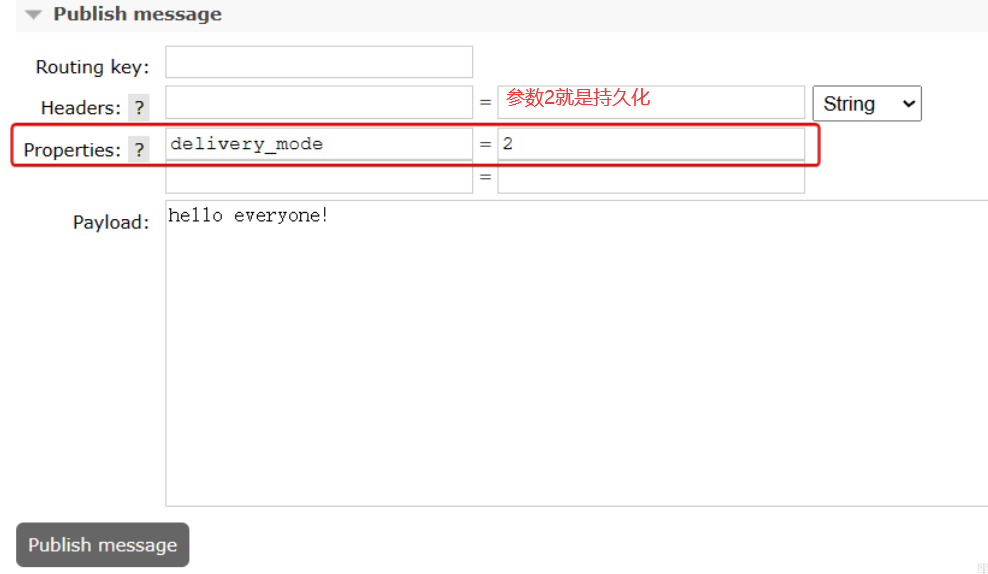 Publish message
Routing key:
Headers: ? = 参数2就是持久化 String
Properties: ? delivery_mode = 2
=
Payload: hello everyone!
Publish message